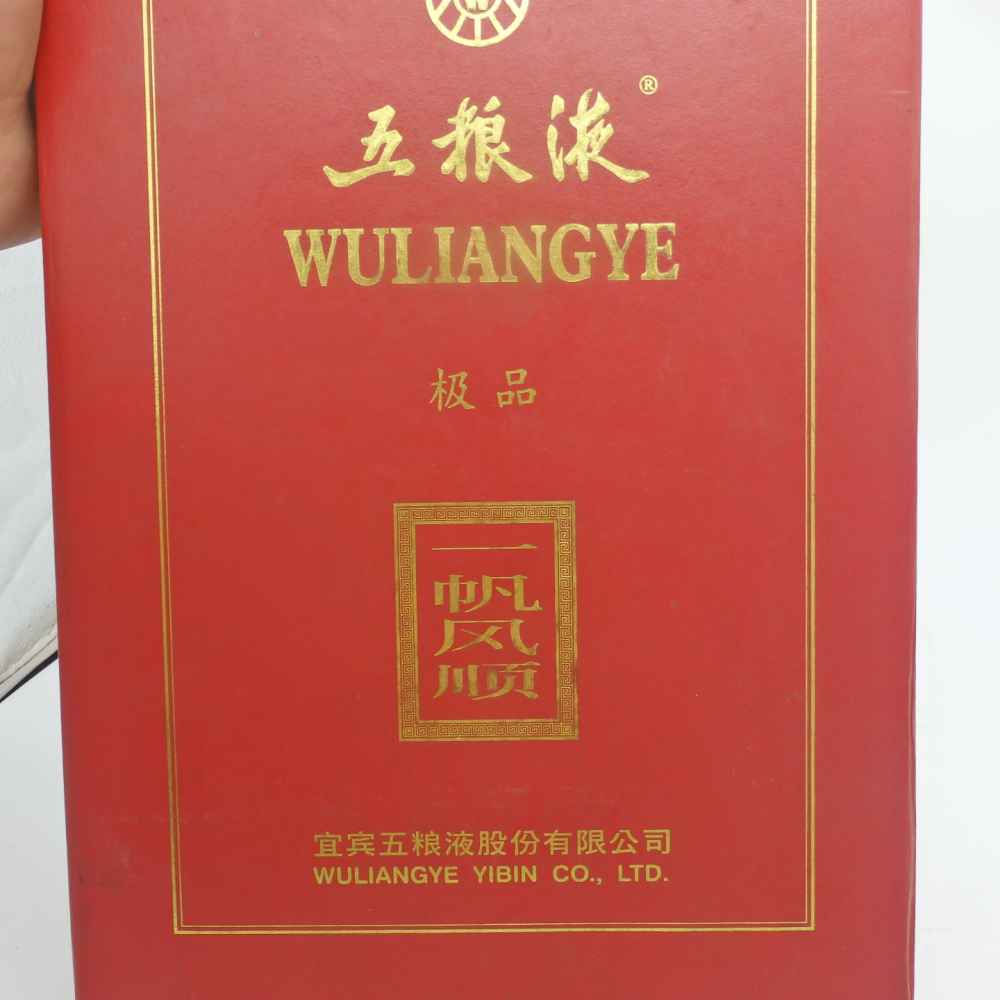 五粮液®
WULIANGYE
极品
一
帆
风
顺
宜宾五粮液股份有限公司
WULIANGYE YIBIN CO., LTD.